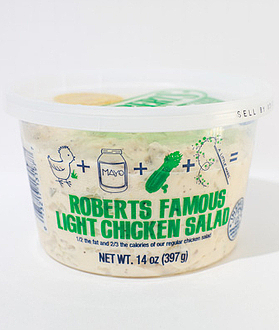 SELL BY
MAYO
ROBERTS FAMOUS
LIGHT CHICKEN SALAD
1/2 the fat and 2/3 the calories of our regular chicken salad
NET WT. 14 oz (397g)